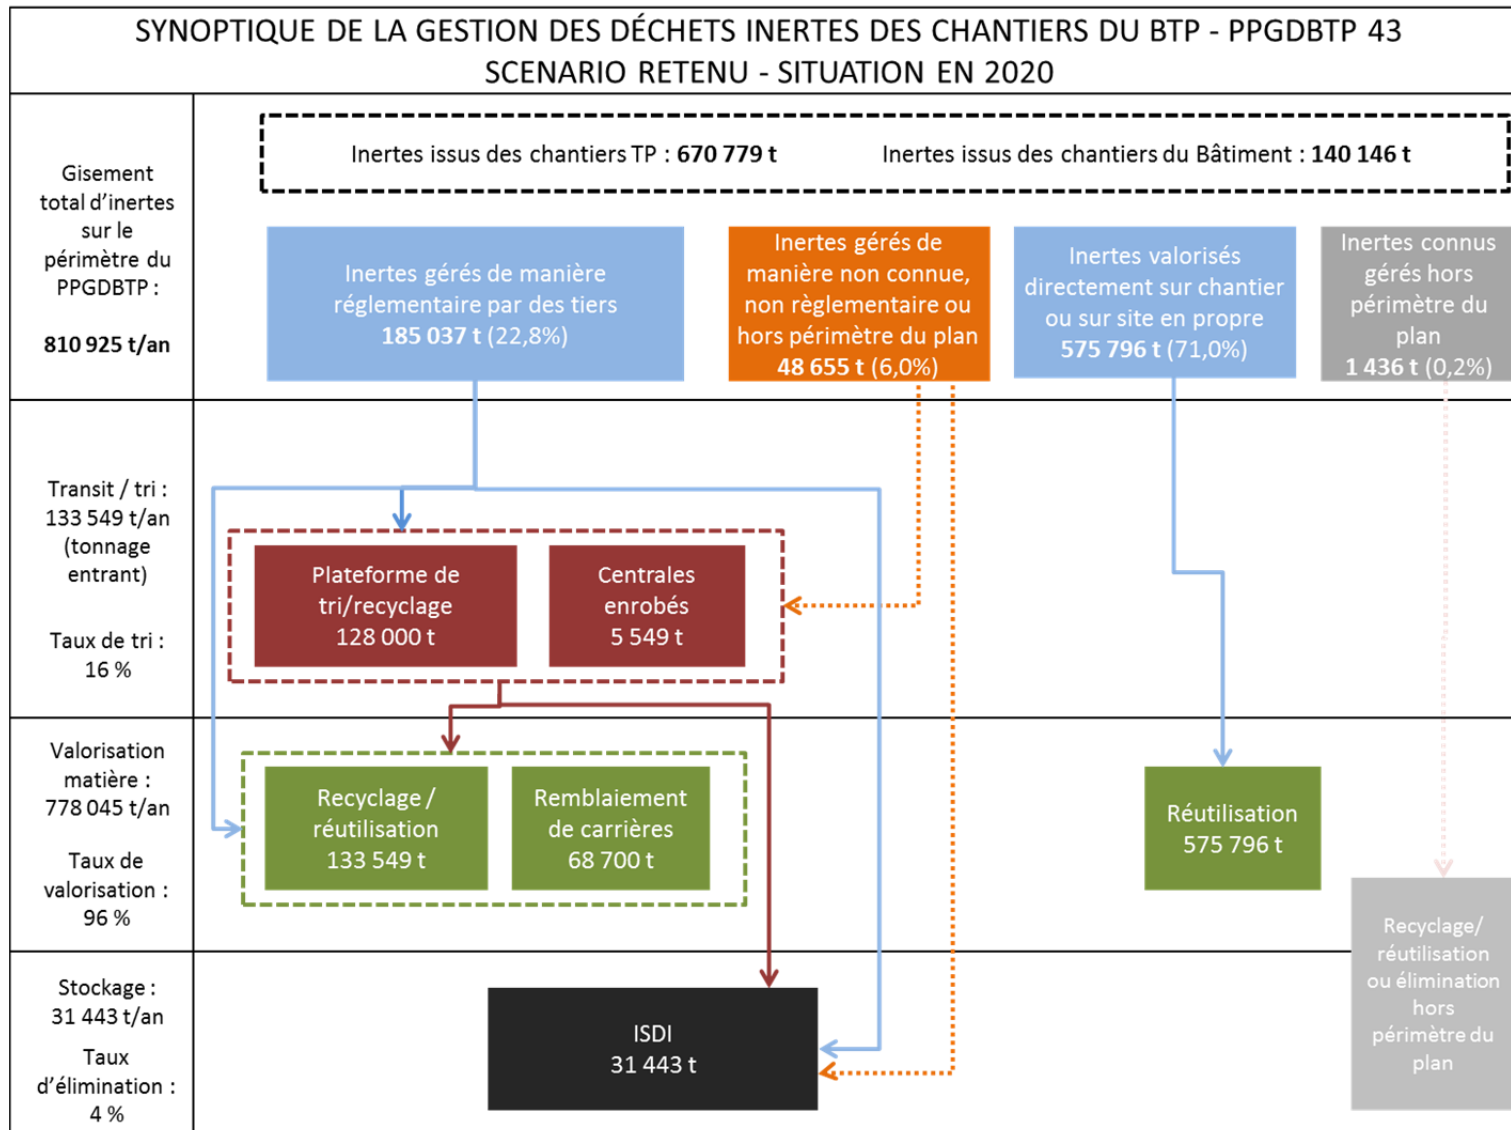 SYNOPTIQUE DE LA GESTION DES DÉCHETS INERTES DES CHANTIERS DU BTP - PPGDBTP 43
SCENARIO RETENU - SITUATION EN 2020
Gisement
total d'inertes
sur le
périmètre du
PPGDBTP :
810 925 t/an
Inertes issus des chantiers TP : 670 779 t
Inertes issus des chantiers du Bâtiment : 140 146 t
Inertes gérés de manière
réglementaire par des tiers
185 037 t (22,8%)
Inertes gérés de
manière non connue,
non règlementaire ou
hors périmètre du plan
48 655 t (6,0%)
Inertes valorisés
directement sur chantier
ou sur site en propre
575 796 t (71,0%)
Inertes connus
gérés hors
périmètre du
plan
1 436 t (0,2%)
Transit / tri :
133 549 t/an
(tonnage
entrant)
Taux de tri :
16 %
Plateforme de
tri/recyclage
128 000 t
Centrales
enrobés
5 549 t
Valorisation
matière :
778 045 t/an
Taux de
valorisation :
96 %
Recyclage /
réutilisation
133 549 t
Remblaiement
de carrières
68 700 t
Réutilisation
575 796 t
Recyclage/
réutilisation
ou élimination
hors
périmètre du
plan
Stockage :
31 443 t/an
Taux
d'élimination :
4 %
ISDI
31 443 t